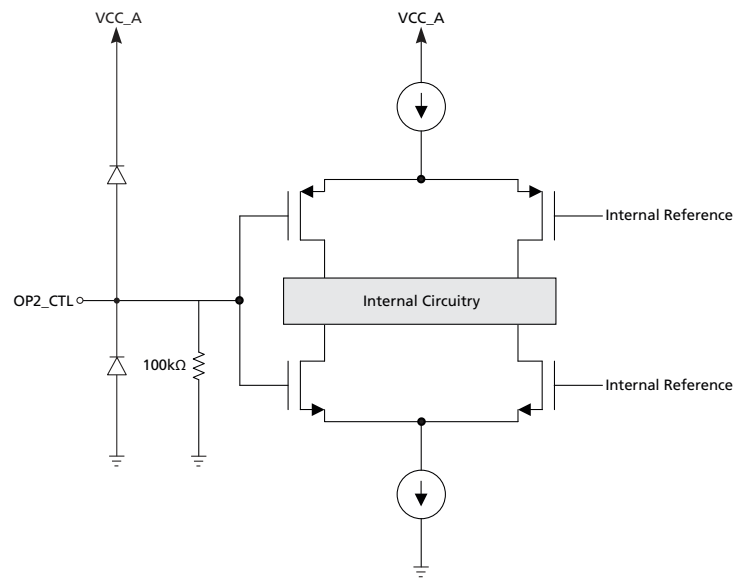 VCC_A
VCC_A
Internal Reference
OP2_CTL
Internal Circuitry
100kΩ
Internal Reference